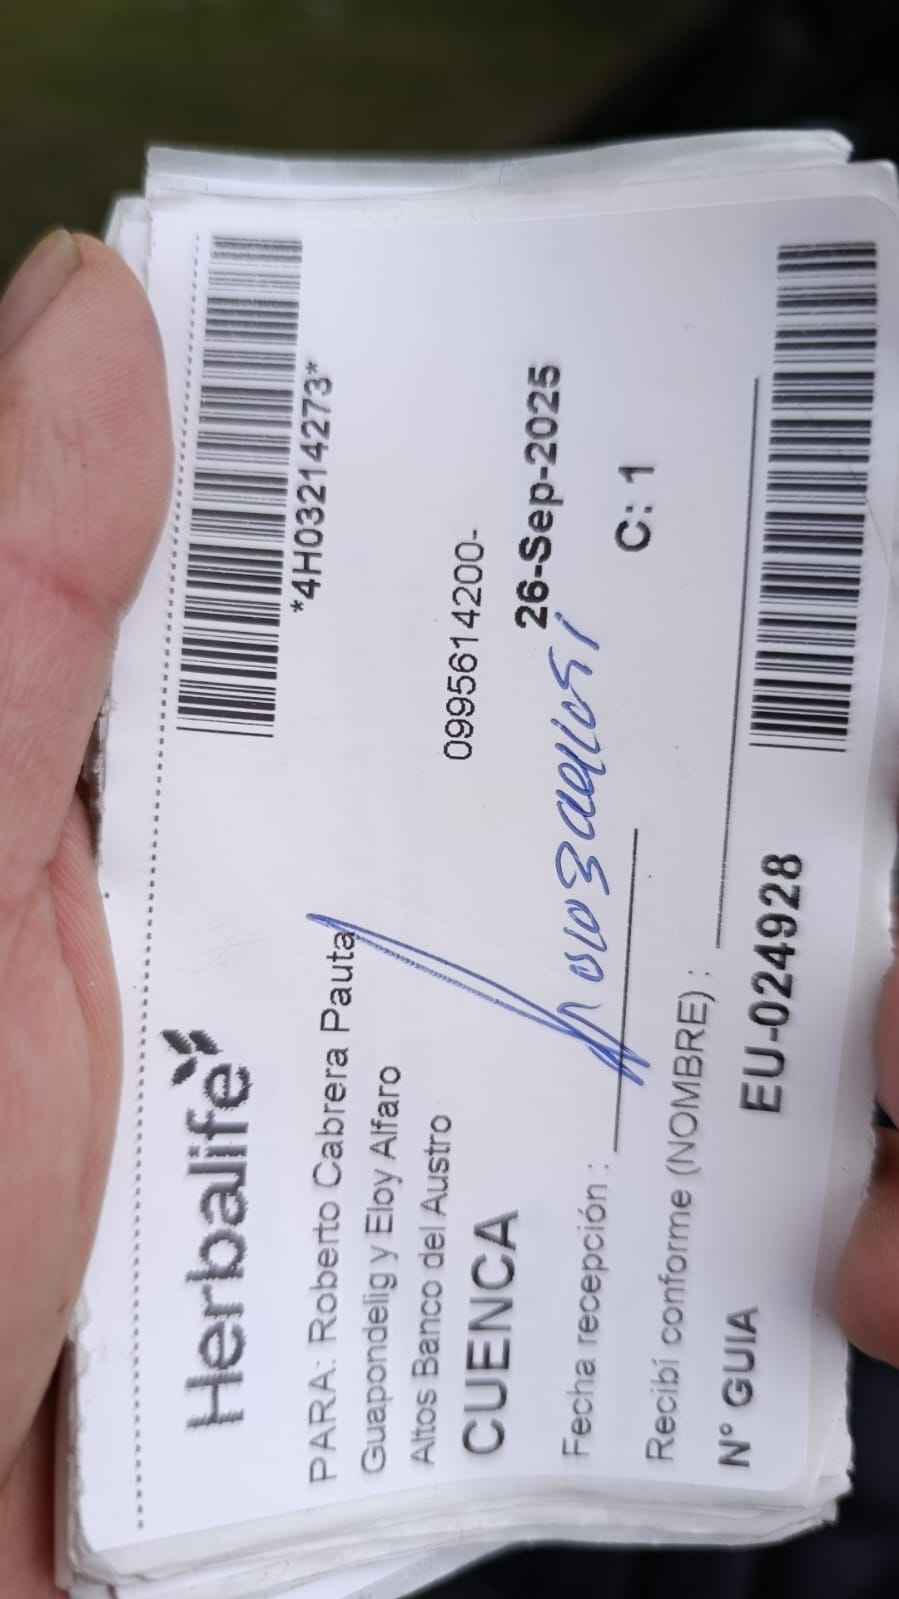 Herbalife
*4H03214273*
PARA: Roberto Cabrera Pauta
Guapondelig y Eloy Alfaro
Altos Banco del Austro
0995614200-
CUENCA
26-Sep-2025
Fecha recepción :
C: 1
Recibí conforme (NOMBRE) :
N° GUIA
EU-024928